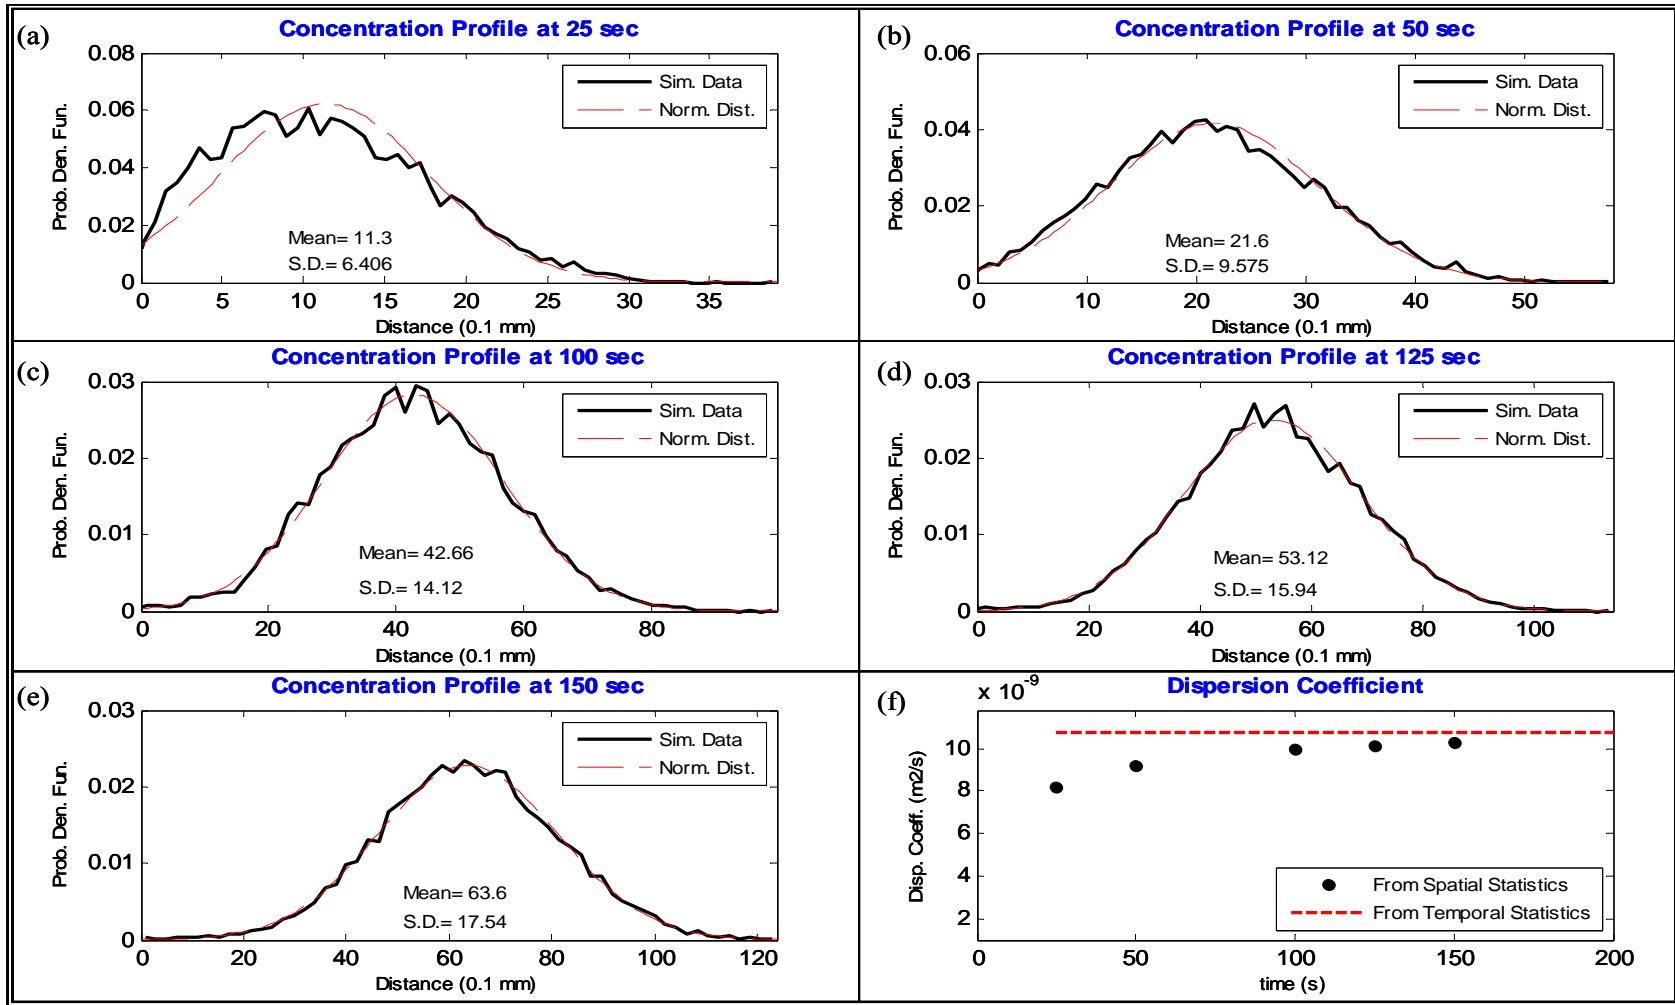 (a)
Concentration Profile at 25 sec
0.08
0.06
0.04
0.02
0
Prob. Den. Fun.
Sim. Data
Norm. Dist.
Mean= 11.3
S.D.= 6.406
0 5 10 15 20 25 30 35
Distance (0.1 mm)
(b)
Concentration Profile at 50 sec
0.06
0.04
0.02
0
Prob. Den. Fun.
Sim. Data
Norm. Dist.
Mean= 21.6
S.D.= 9.575
0 10 20 30 40 50
Distance (0.1 mm)
(c)
Concentration Profile at 100 sec
0.03
0.02
0.01
0
Prob. Den. Fun.
Sim. Data
Norm. Dist.
Mean= 42.66
S.D.= 14.12
0 20 40 60 80
Distance (0.1 mm)
(d)
Concentration Profile at 125 sec
0.03
0.02
0.01
0
Prob. Den. Fun.
Sim. Data
Norm. Dist.
Mean= 53.12
S.D.= 15.94
0 20 40 60 80 100
Distance (0.1 mm)
(e)
Concentration Profile at 150 sec
0.03
0.02
0.01
0
Prob. Den. Fun.
Sim. Data
Norm. Dist.
Mean= 63.6
S.D.= 17.54
0 20 40 60 80 100 120
Distance (0.1 mm)
(f)
x 10⁻⁹
Dispersion Coefficient
10
8
6
4
2
Disp. Coeff. (m2/s)
From Spatial Statistics
From Temporal Statistics
0 50 100 150 200
time (s)